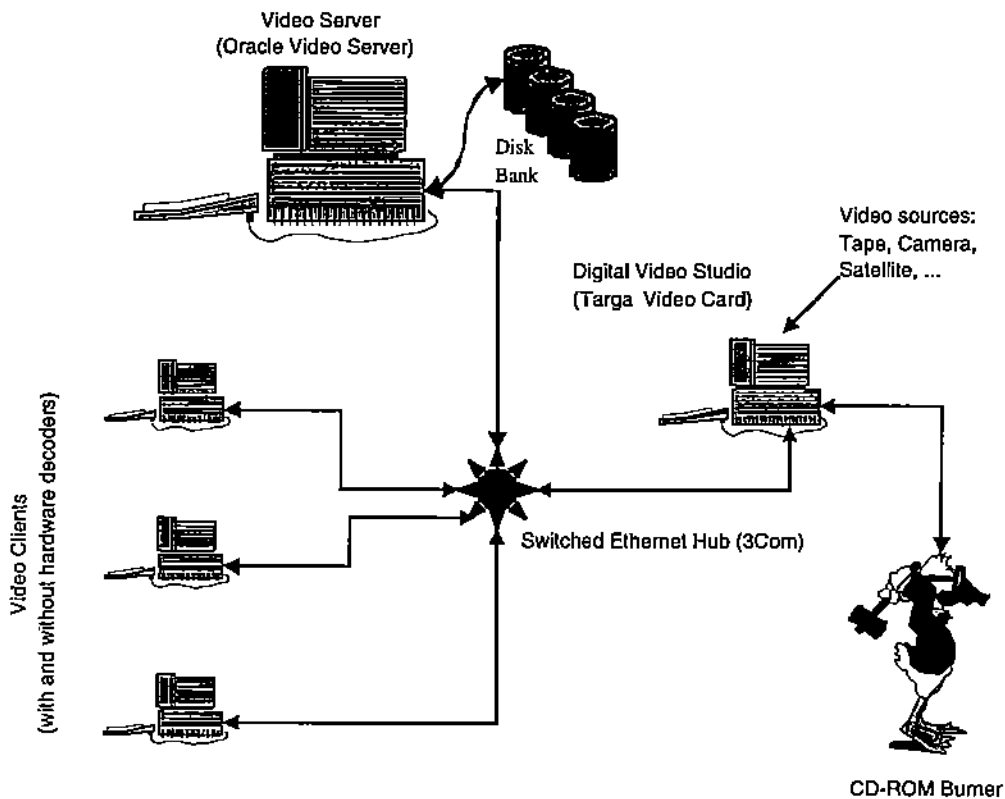 Video Server
(Oracle Video Server)
Disk
Bank
Video sources:
Tape, Camera,
Satellite, ...
Digital Video Studio
(Targa Video Card)
Video Clients
(with and without hardware decoders)
Switched Ethernet Hub (3Com)
CD-ROM Burner